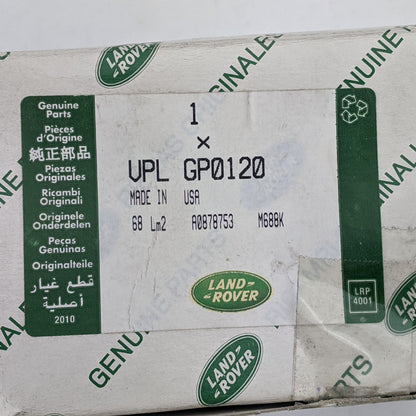 LAND ROVER
GENUINE
Genuine
Parts
Pièces
d'Origine
純正部品
Piezas
Originales
Ricambi
Originali
Originele
Onderdelen
Peças
Genuinas
Originalteile
قطع غيار
أصلية
2010
1
x
VPL GP0120
MADE IN USA
68 Lm2 A0878753 M688K
LAND
ROVER
LRP
4001
GENUINE PARTS
LAND ROVER